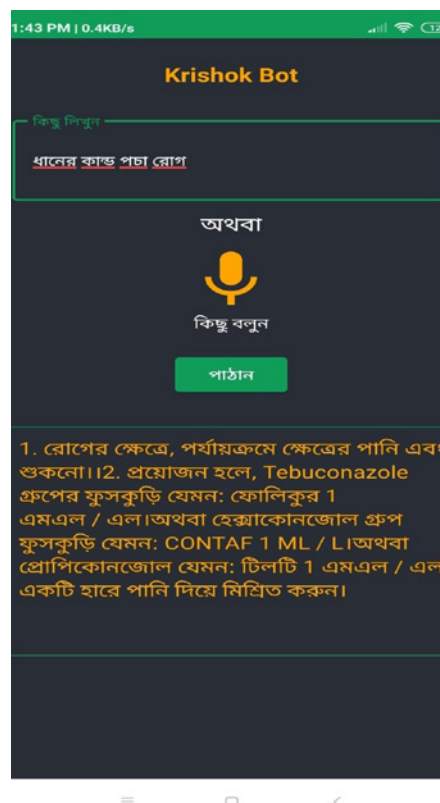 1:43 PM | 0.4KB/s
Krishok Bot
কিছু লিখুন
ধানের কান্ড পচা রোগ
অথবা
কিছু বলুন
পাঠান
1. রোগের ক্ষেত্রে, পর্যায়ক্রমে ক্ষেত্রের পানি এবং
শুকনো।।2. প্রয়োজন হলে, Tebuconazole
গ্রুপের ফুসকুড়ি যেমন: ফোলিকুর 1
এমএল / এল।অথবা হেক্সাকোনজোল গ্রুপ
ফুসকুড়ি যেমন: CONTAF 1 ML / L।অথবা
প্রোপিকোনজোল যেমন: টিলটি 1 এমএল / এল
একটি হারে পানি দিয়ে মিশ্রিত করুন।